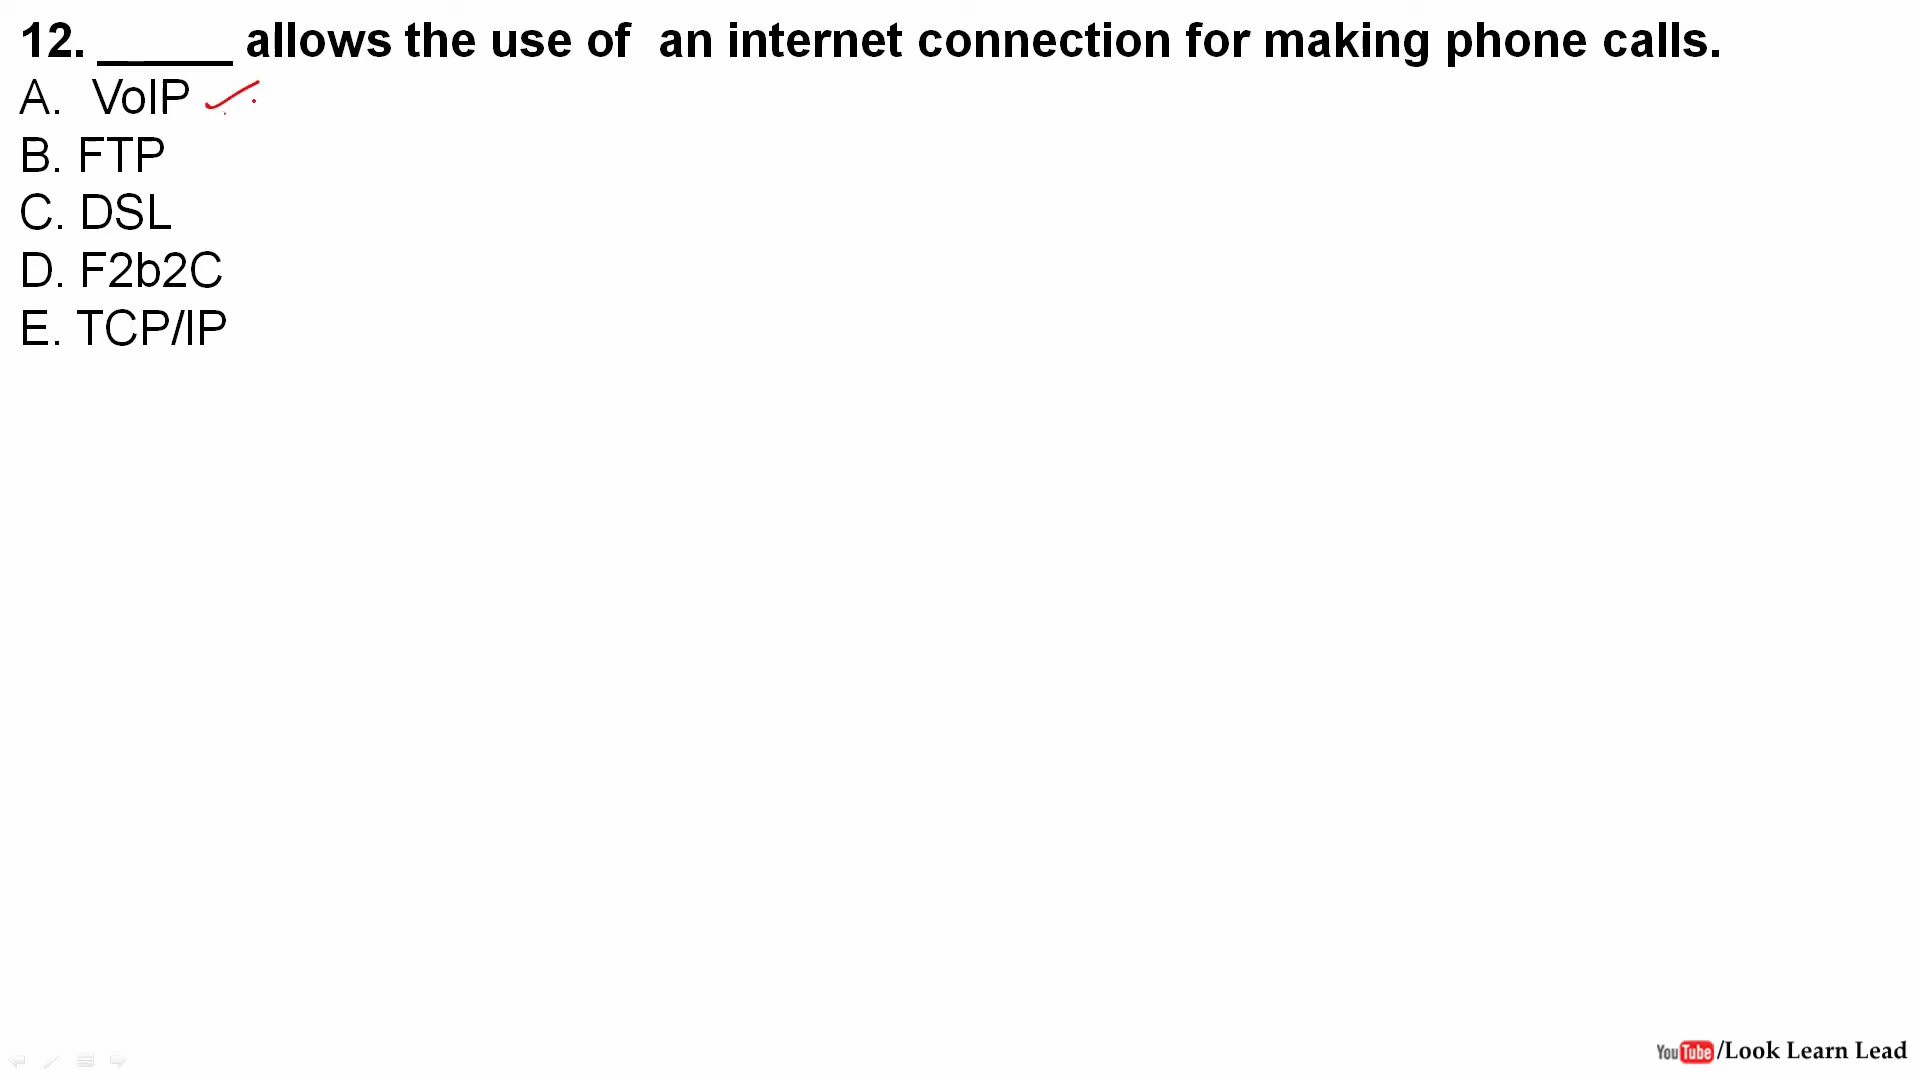 12. _____ allows the use of  an internet connection for making phone calls.
A.  VoIP
B. FTP
C. DSL
D. F2b2C
E. TCP/IP
YouTube/Look Learn Lead